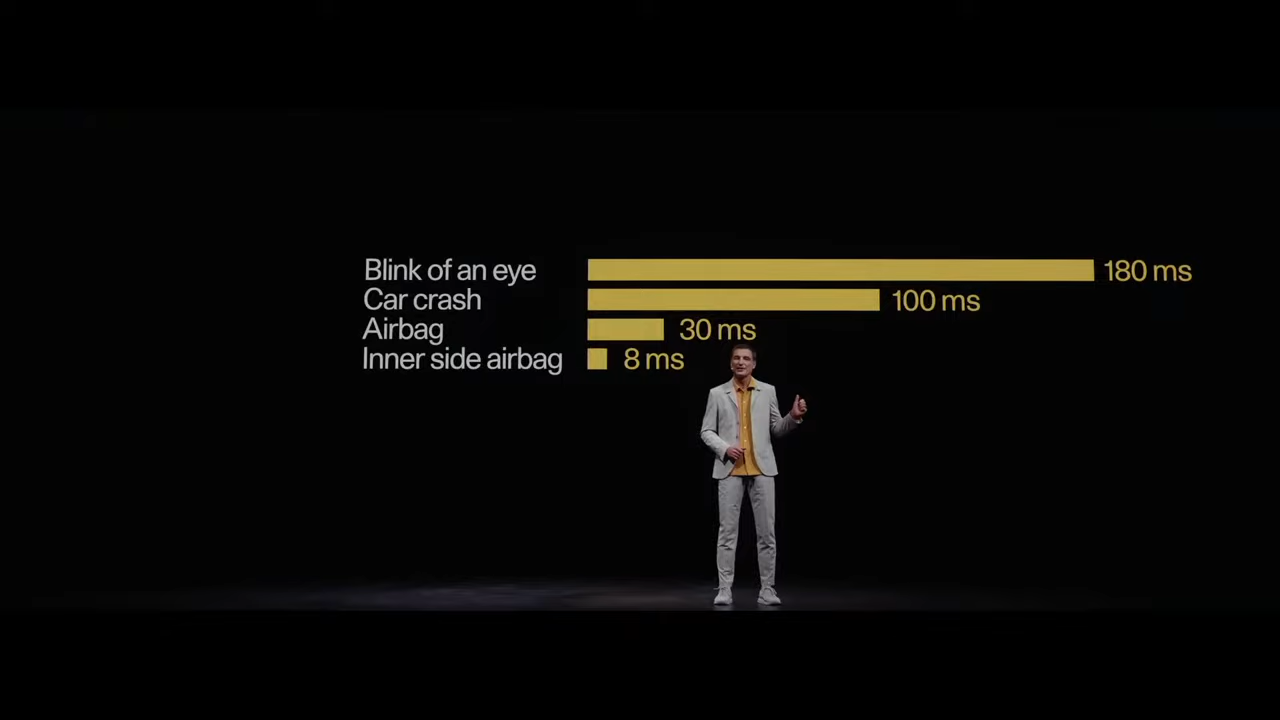 Blink of an eye 180 ms
Car crash 100 ms
Airbag 30 ms
Inner side airbag 8 ms